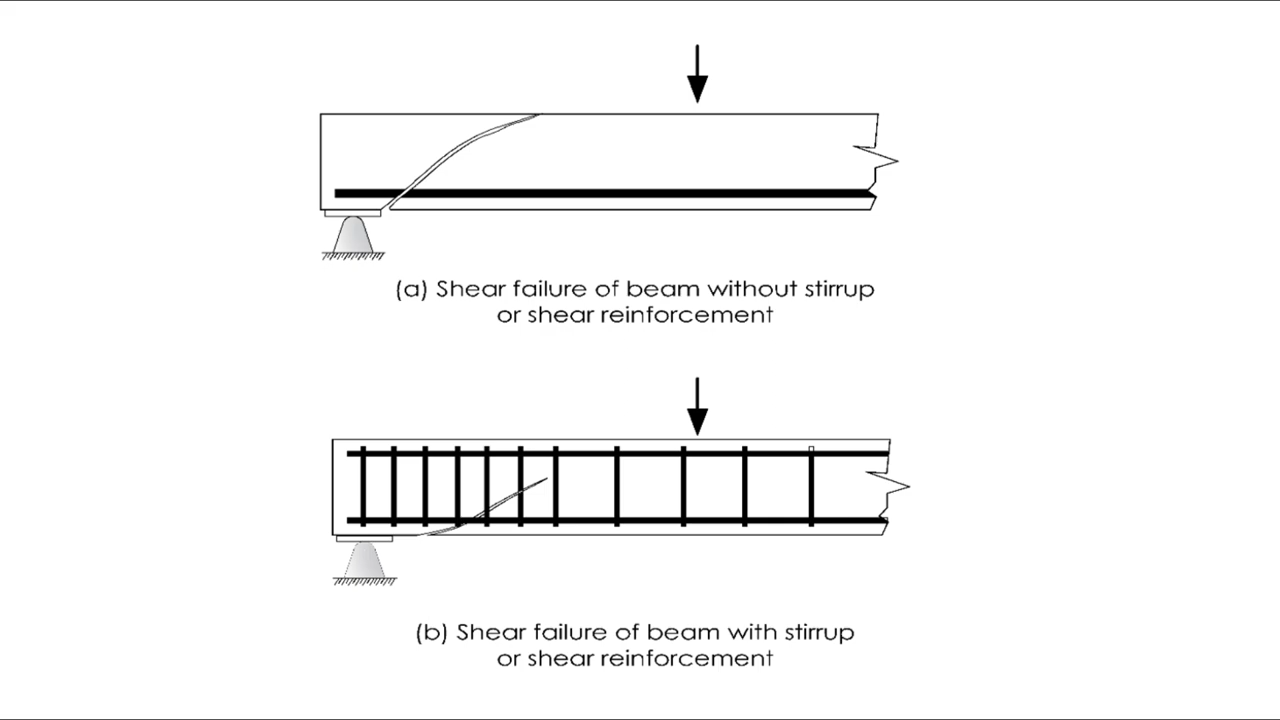 (a) Shear failure of beam without stirrup
or shear reinforcement
(b) Shear failure of beam with stirrup
or shear reinforcement